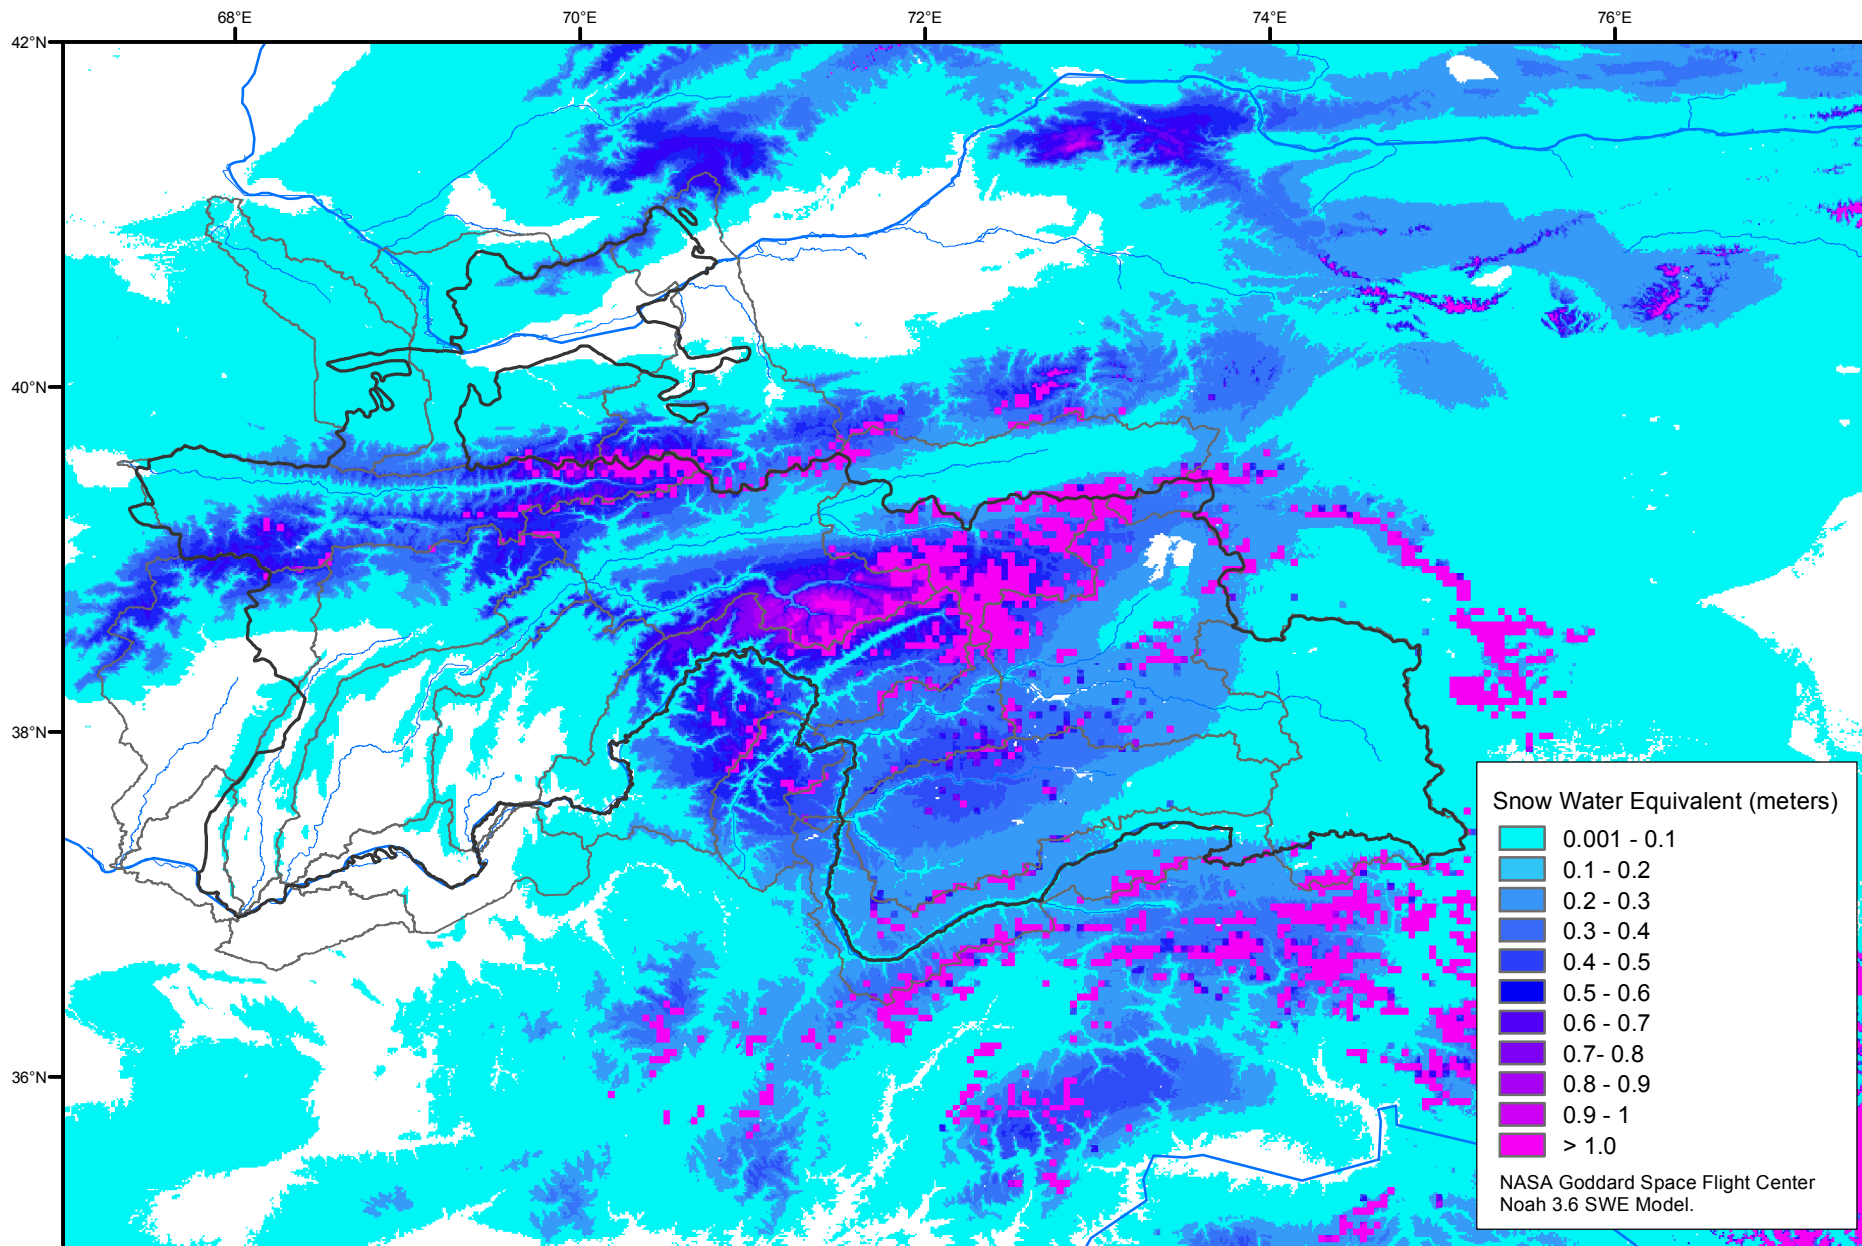 68°E
70°E
72°E
74°E
76°E
42°N
40°N
38°N
36°N
Snow Water Equivalent (meters)
0.001 - 0.1
0.1 - 0.2
0.2 - 0.3
0.3 - 0.4
0.4 - 0.5
0.5 - 0.6
0.6 - 0.7
0.7- 0.8
0.8 - 0.9
0.9 - 1
> 1.0
NASA Goddard Space Flight Center
Noah 3.6 SWE Model.